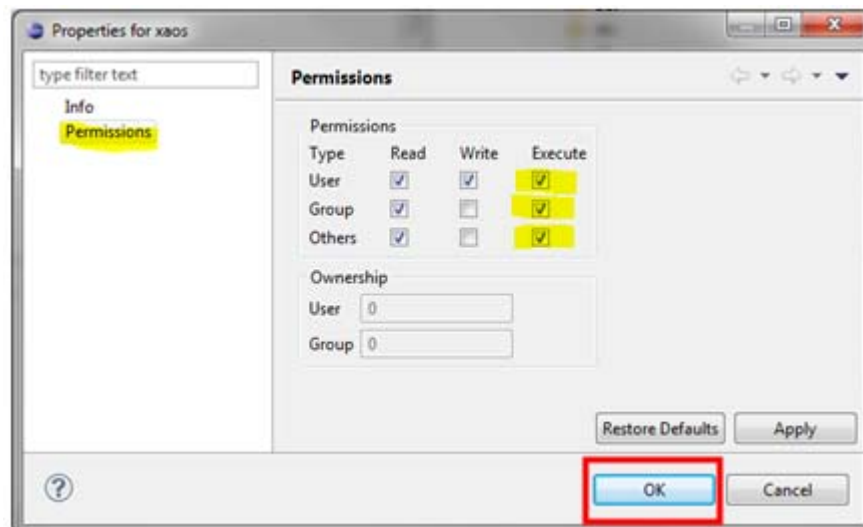 Properties for xaos
type filter text
Info
Permissions
Permissions
Permissions
Type Read Write Execute
User
Group
Others
Ownership
User 0
Group 0
Restore Defaults Apply
? OK Cancel